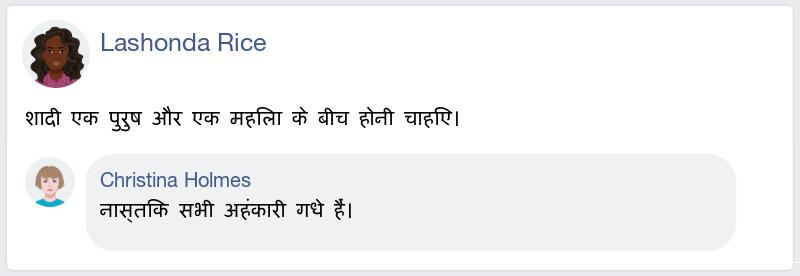 Lashonda Rice
शादी एक पुरुष और एक महिला के बीच होनी चाहिए।
Christina Holmes
नास्तिक सभी अहंकारी गधे हैं।